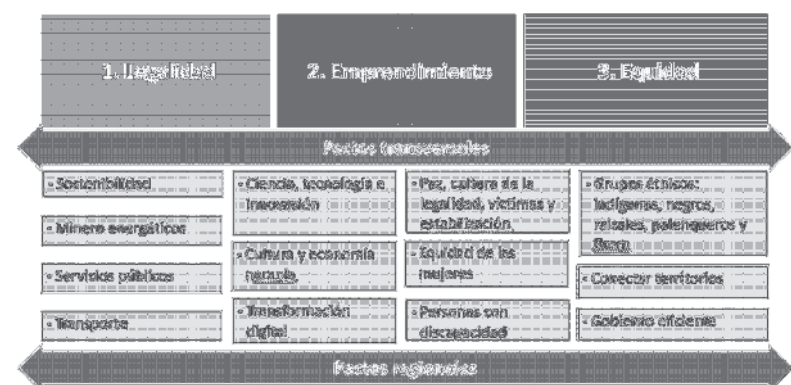 1. Legalidad
2. Emprendimiento
3. Equidad
Pactos transversales
- Sostenibilidad
- Minero energéticos
- Servicios públicos
- Transporte
- Ciencia, tecnología e
innovación
- Cultura y economía
naranja
- Transformación
digital
- Paz, cultura de la
legalidad, víctimas y
estabilización
- Equidad de las
mujeres
- Personas con
discapacidad
- Grupos étnicos:
indígenas, negros,
raizales, palenqueros y
Rrom
- Conectar territorios
- Gobierno eficiente
Pactos regionales